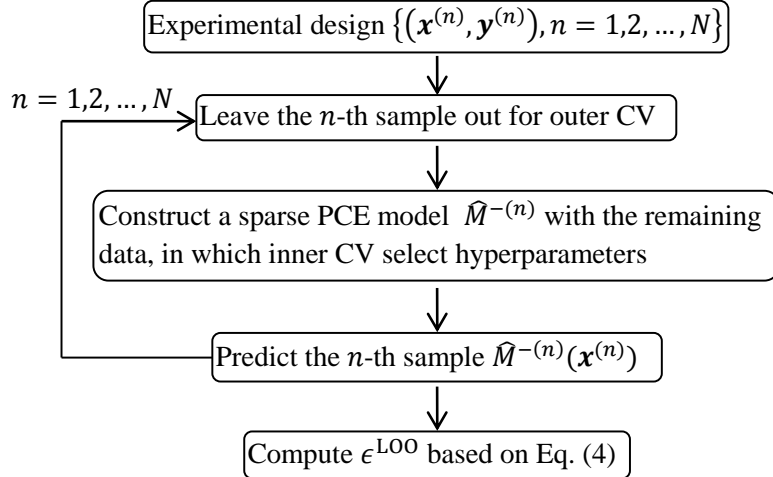 Experimental design {(𝒙⁽ⁿ⁾, 𝒚⁽ⁿ⁾), n = 1,2, … , N}
n = 1,2, … , N
Leave the n-th sample out for outer CV
Construct a sparse PCE model M̂⁻⁽ⁿ⁾ with the remaining
data, in which inner CV select hyperparameters
Predict the n-th sample M̂⁻⁽ⁿ⁾(𝒙⁽ⁿ⁾)
Compute ϵᴸᴼᴼ based on Eq. (4)